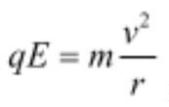 qE = m v²/r